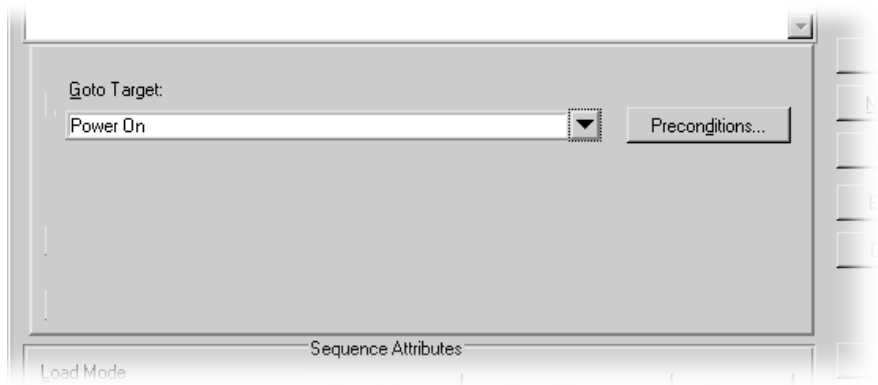 Goto Target:
Power On
Preconditions...
Sequence Attributes
Load Mode